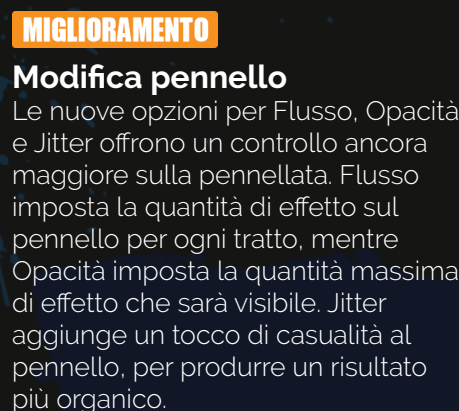 MIGLIORAMENTO
Modifica pennello
Le nuove opzioni per Flusso, Opacità
e Jitter offrono un controllo ancora
maggiore sulla pennellata. Flusso
imposta la quantità di effetto sul
pennello per ogni tratto, mentre
Opacità imposta la quantità massima
di effetto che sarà visibile. Jitter
aggiunge un tocco di casualità al
pennello, per produrre un risultato
più organico.